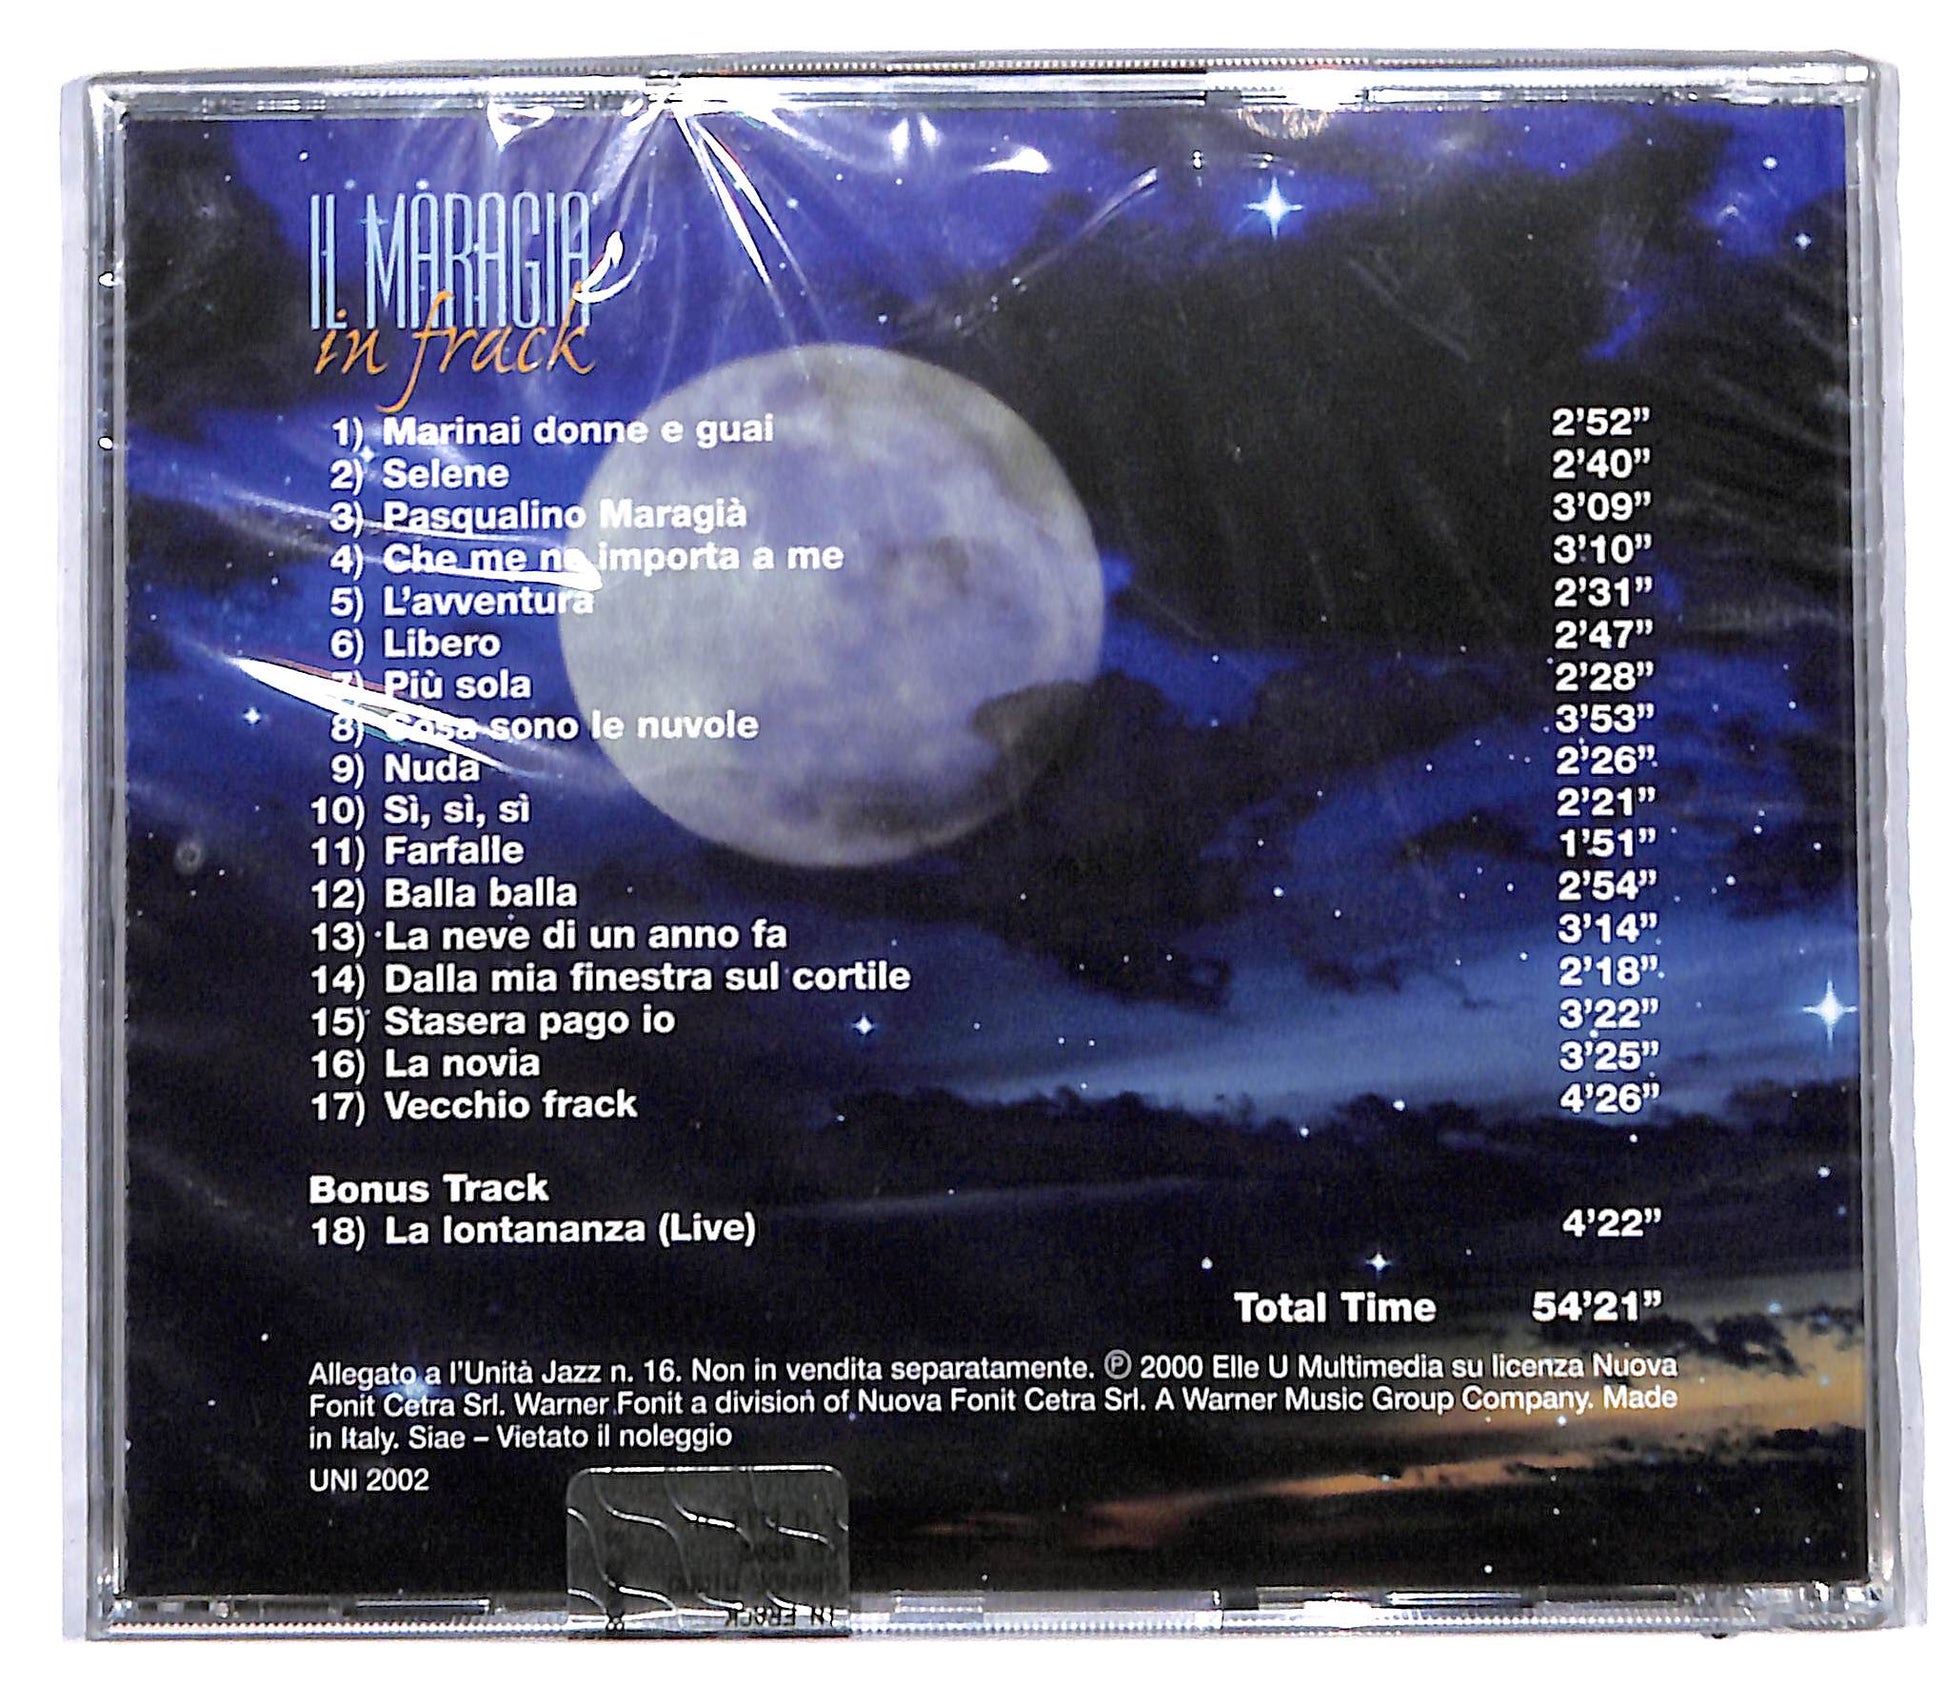 IL MARAGIA'
in frack
1) Marinai donne e guai 2'52”
2) Selene 2'40”
3) Pasqualino Maragià 3'09”
4) Che me ne importa a me 3'10”
5) L'avventura 2'31”
6) Libero 2'47”
7) Più sola 2'28”
8) Cosa sono le nuvole 3'53”
9) Nuda 2'26”
10) Sì, sì, sì 2'21”
11) Farfalle 1'51”
12) Balla balla 2'54”
13) La neve di un anno fa 3'14”
14) Dalla mia finestra sul cortile 2'18”
15) Stasera pago io 3'22”
16) La novia 3'25”
17) Vecchio frack 4'26”
Bonus Track
18) La lontananza (Live) 4'22”
Total Time 54'21”
Allegato a l'Unità Jazz n. 16. Non in vendita separatamente. ℗ 2000 Elle U Multimedia su licenza Nuova
Fonit Cetra Srl. Warner Fonit a division of Nuova Fonit Cetra Srl. A Warner Music Group Company. Made
in Italy. Siae – Vietato il noleggio
UNI 2002
IN FRACK